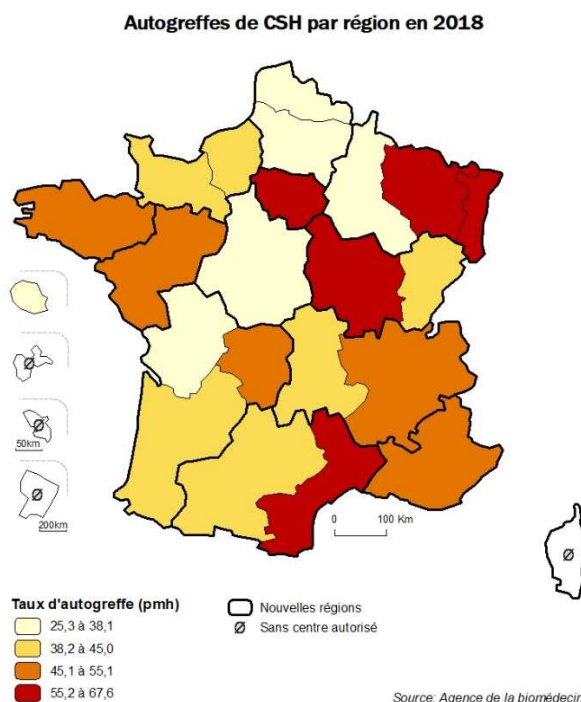 Autogreffes de CSH par région en 2018
50km
200km
0 100 Km
Taux d'autogreffe (pmh)
25,3 à 38,1
38,2 à 45,0
45,1 à 55,1
55,2 à 67,6
Nouvelles régions
Sans centre autorisé
Source: Agence de la biomédecin